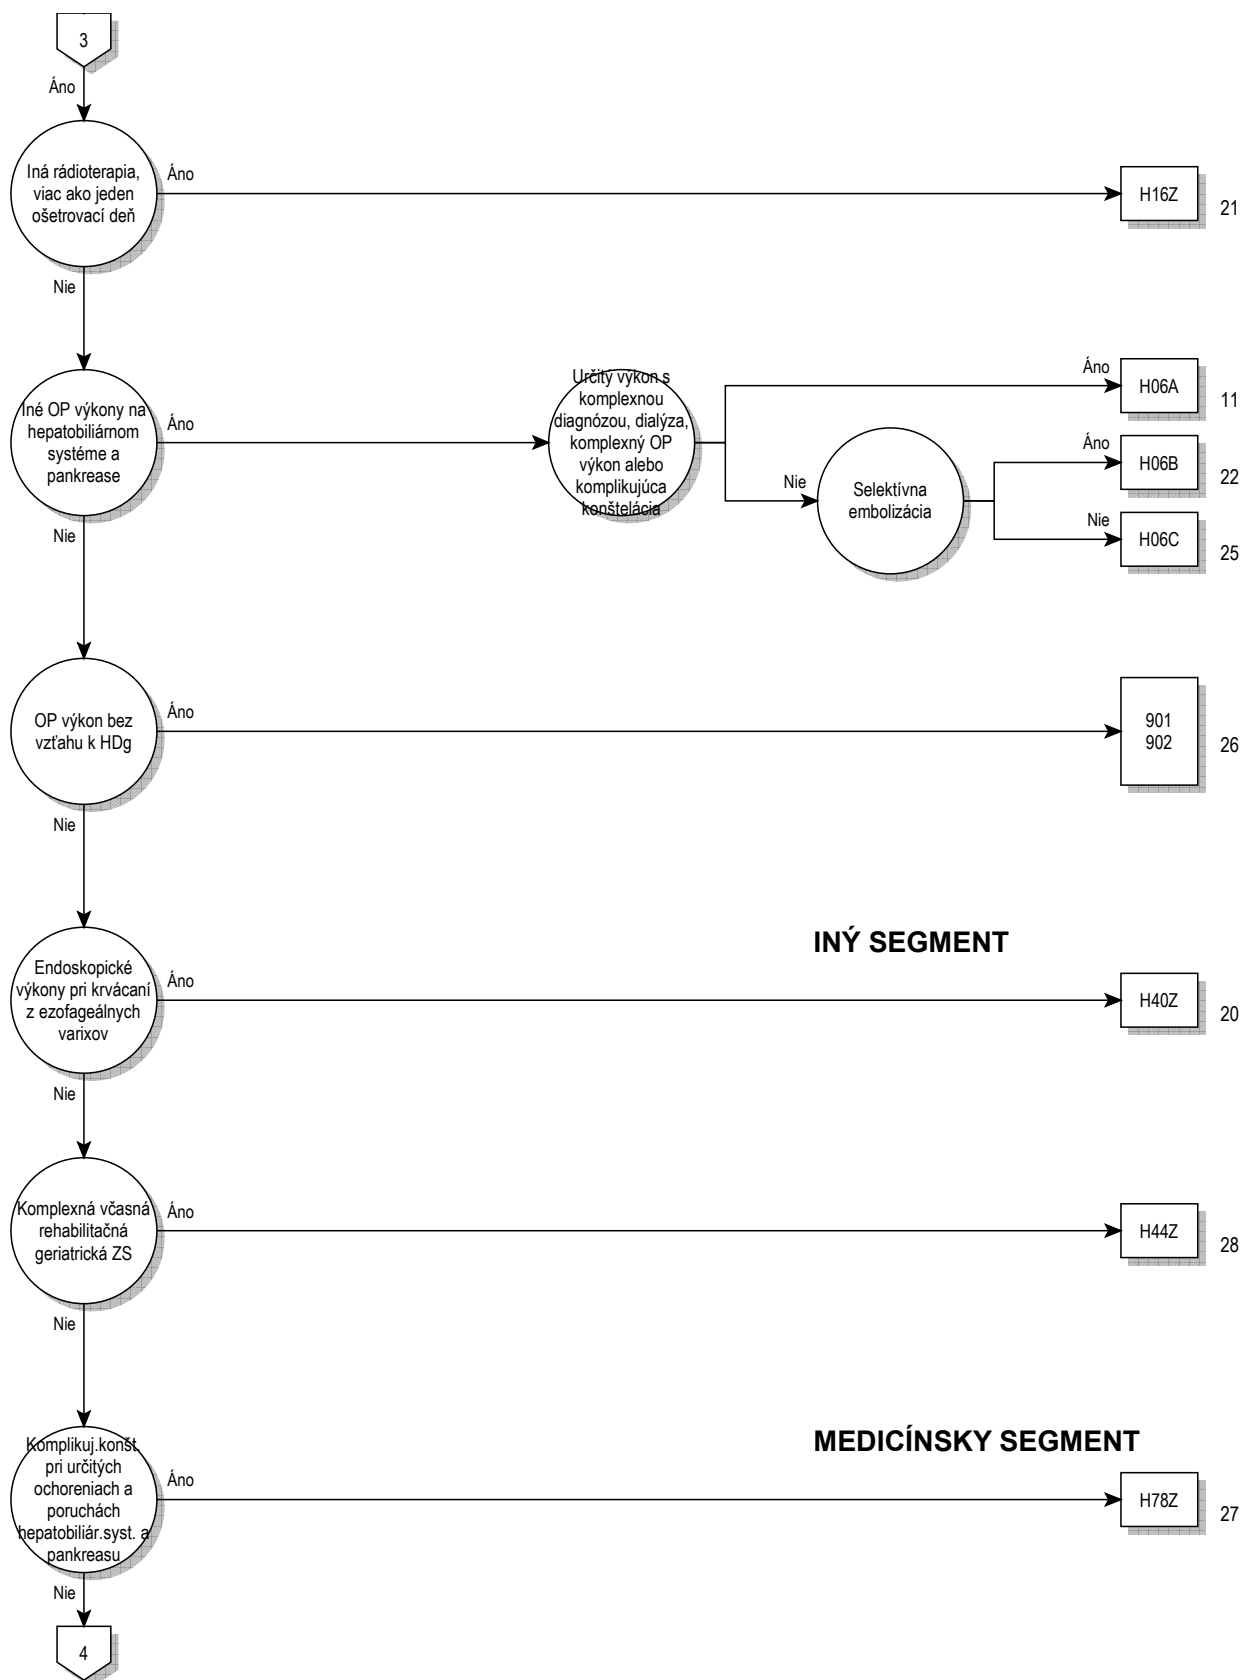 3
Áno
Iná rádioterapia,
viac ako jeden
ošetrovací deň
Áno
H16Z
21
Nie
Iné OP výkony na
hepatobiliárnom
systéme a
pankrease
Áno
Určitý výkon s
komplexnou
diagnózou, dialýza,
komplexný OP
výkon alebo
komplikujúca
konštelácia
Áno
H06A
11
Nie
Selektívna
embolizácia
Áno
H06B
22
Nie
H06C
25
Nie
OP výkon bez
vzťahu k HDg
Áno
901
902
26
Nie
INÝ SEGMENT
Endoskopické
výkony pri krvácaní
z ezofageálnych
varixov
Áno
H40Z
20
Nie
Komplexná včasná
rehabilitačná
geriatrická ZS
Áno
H44Z
28
Nie
MEDICÍNSKY SEGMENT
Komplikuj.konšt.
pri určitých
ochoreniach a
poruchách
hepatobiliár.syst. a
pankreasu
Áno
H78Z
27
Nie
4